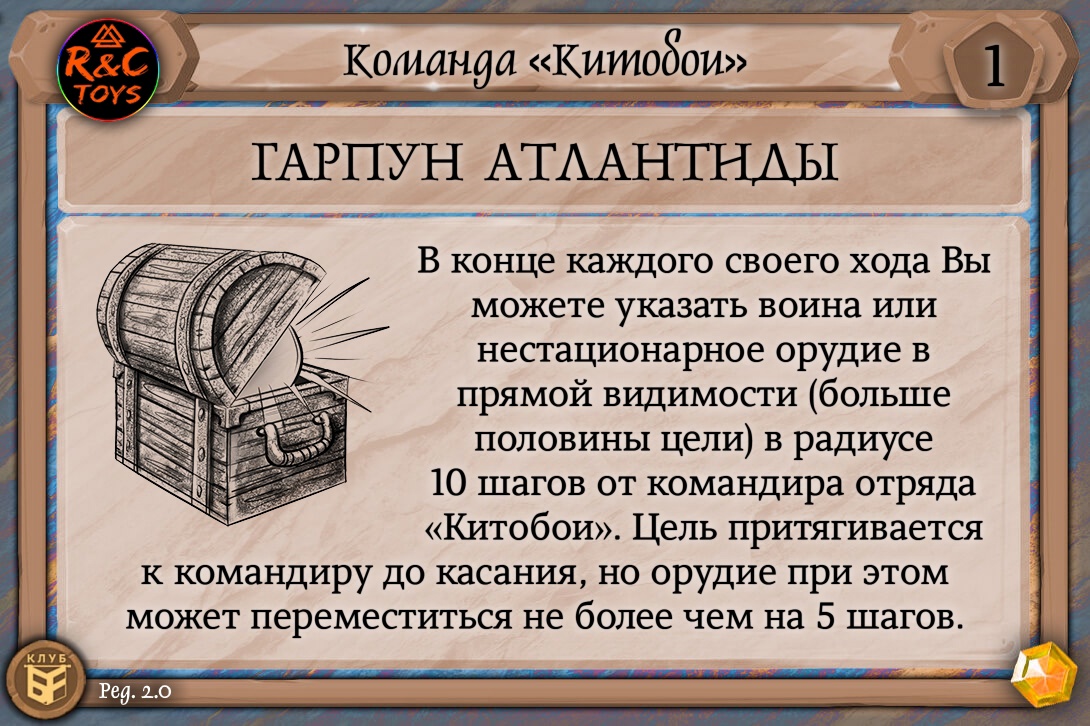 R&C
TOYS
Команда «Китобои»
1
ГАРПУН АТЛАНТИДЫ
В конце каждого своего хода Вы
можете указать воина или
нестационарное орудие в
прямой видимости (больше
половины цели) в радиусе
10 шагов от командира отряда
«Китобои». Цель притягивается
к командиру до касания, но орудие при этом
может переместиться не более чем на 5 шагов.
КЛУБ
Ред. 2.0